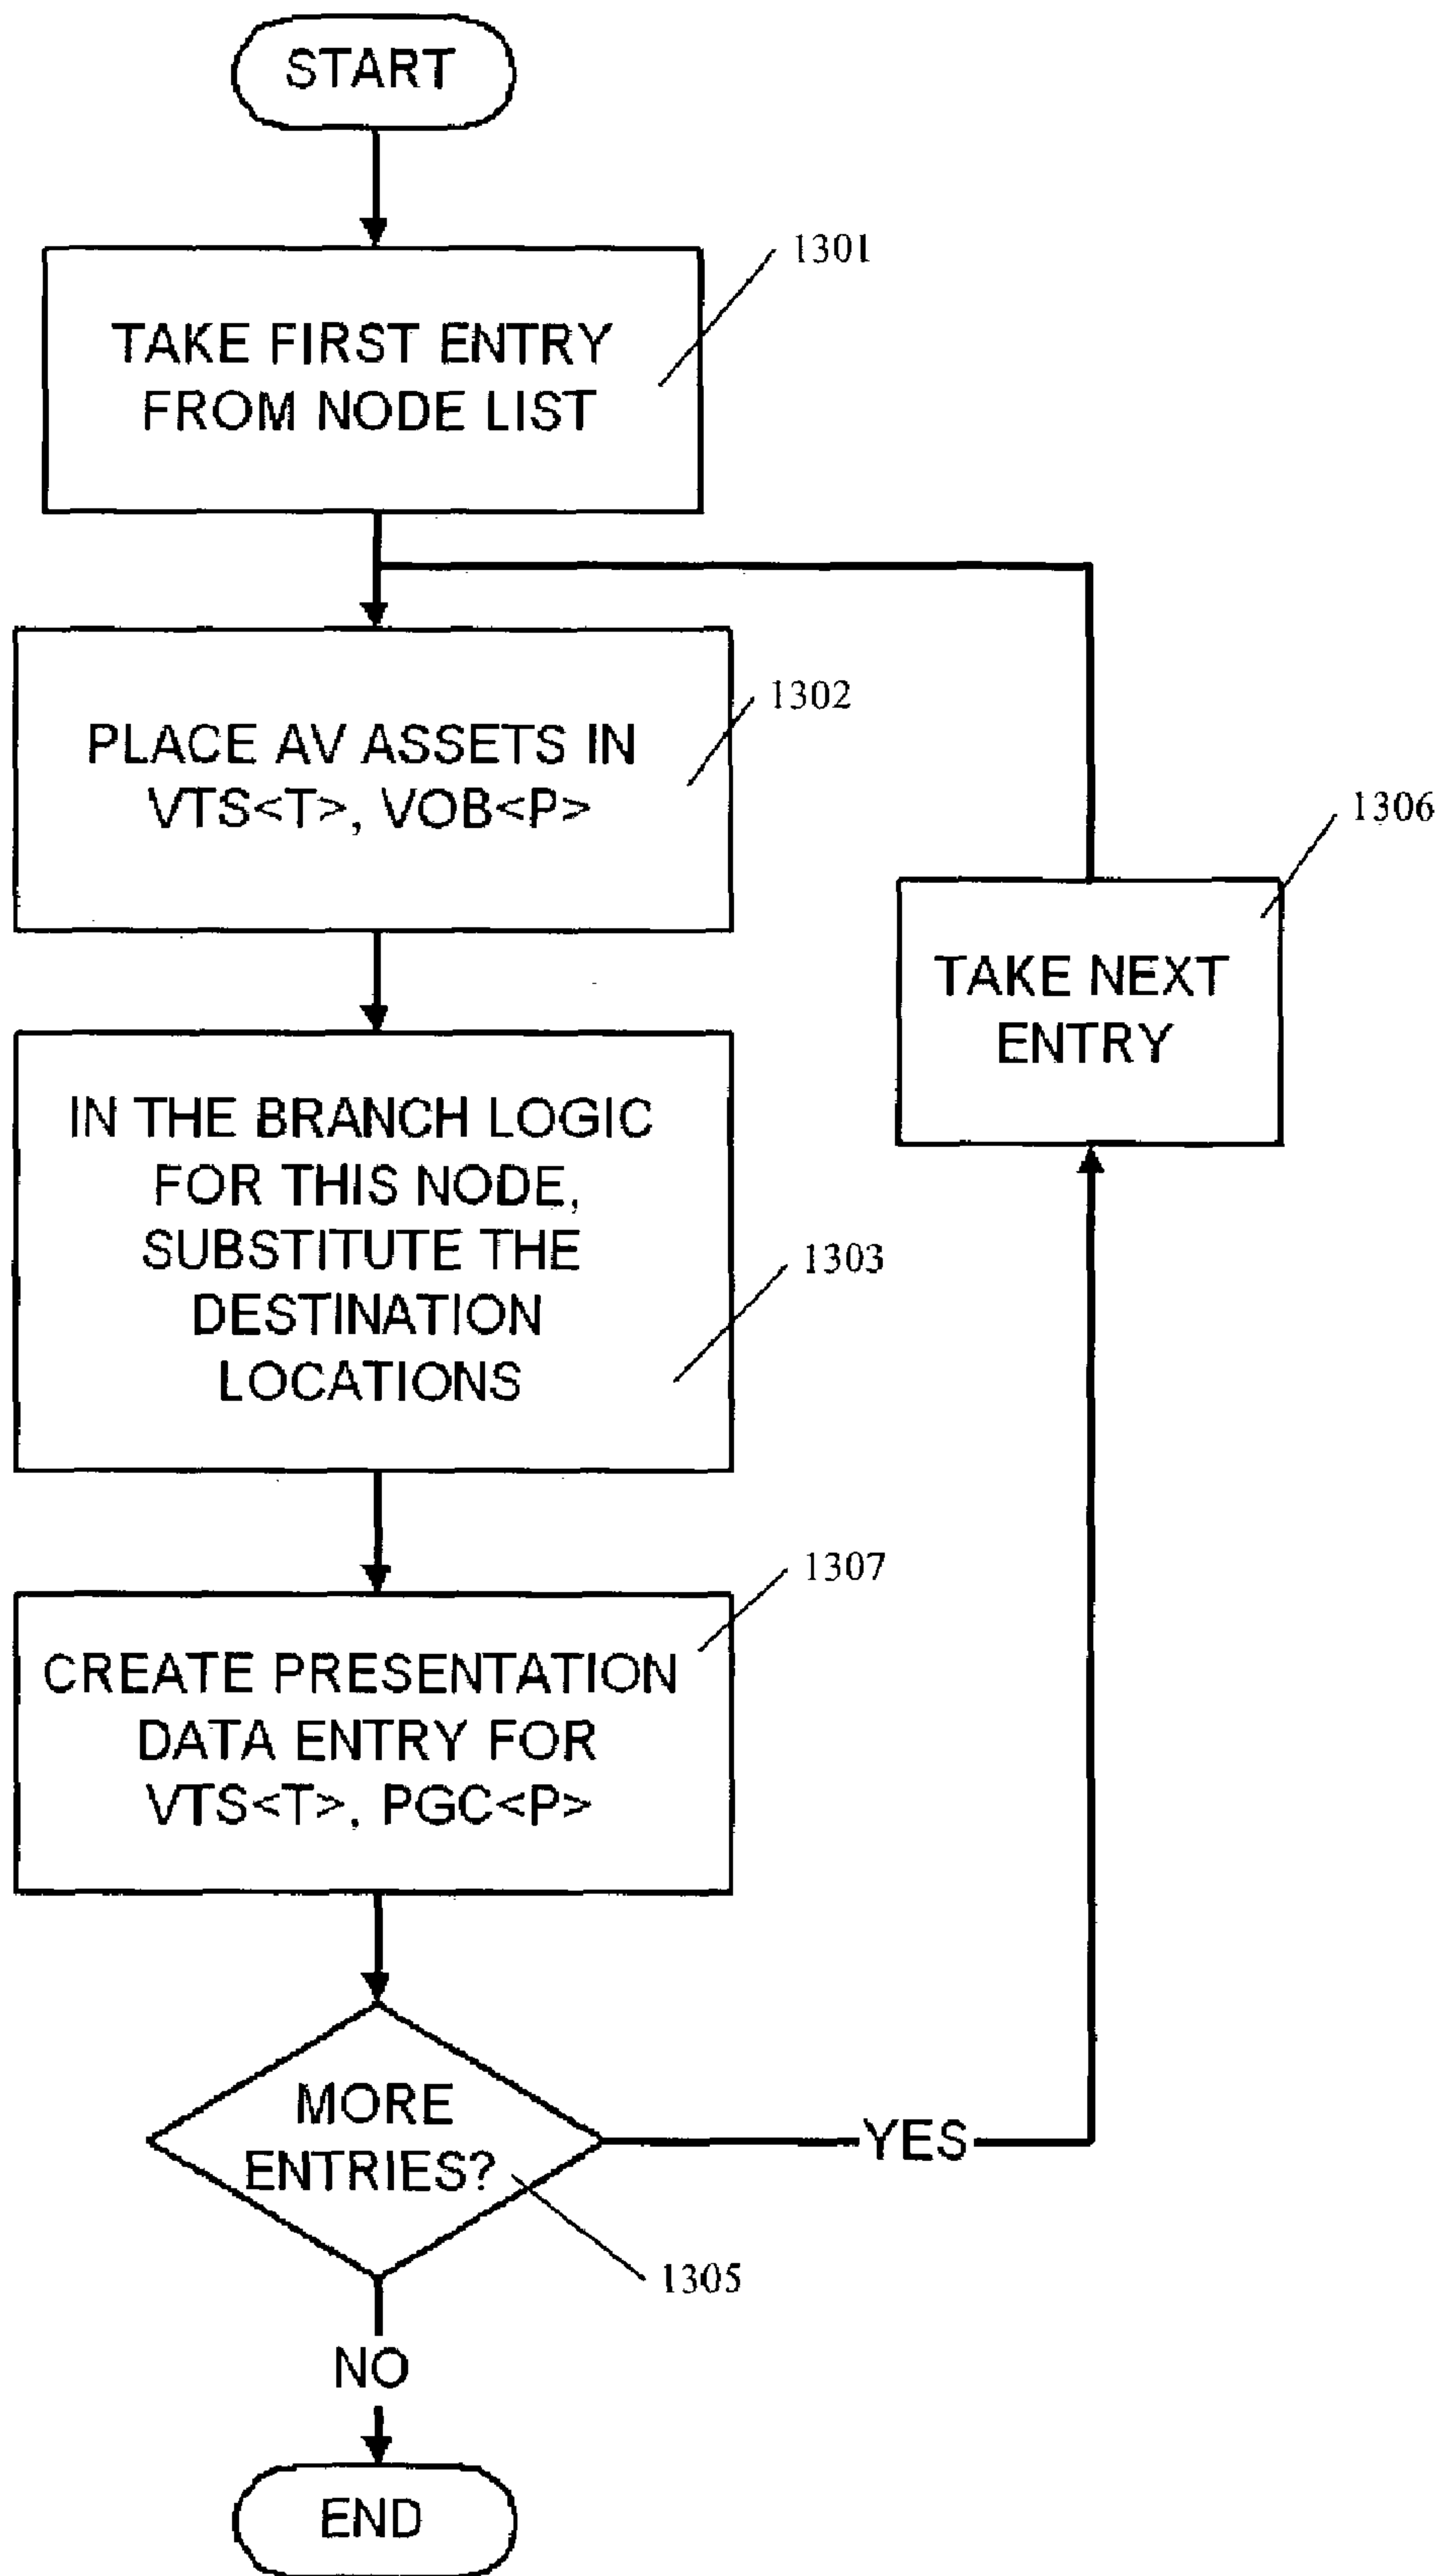 START
1301
TAKE FIRST ENTRY
FROM NODE LIST
1302
PLACE AV ASSETS IN
VTS<T>, VOB<P>
1306
TAKE NEXT
ENTRY
IN THE BRANCH LOGIC
FOR THIS NODE,
SUBSTITUTE THE
DESTINATION
LOCATIONS
1303
1307
CREATE PRESENTATION
DATA ENTRY FOR
VTS<T>, PGC<P>
MORE
ENTRIES?
YES
1305
NO
END